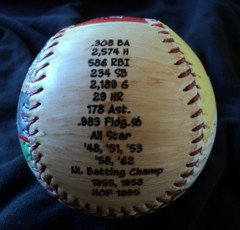 .308 BA
2,574 H
586 RBI
234 SB
2,189 G
29 HR
178 Ast.
.983 Fldg.%
All Star
'48, '51, '53
'58, '62
NL Batting Champ
1955, 1958
HOF 1995